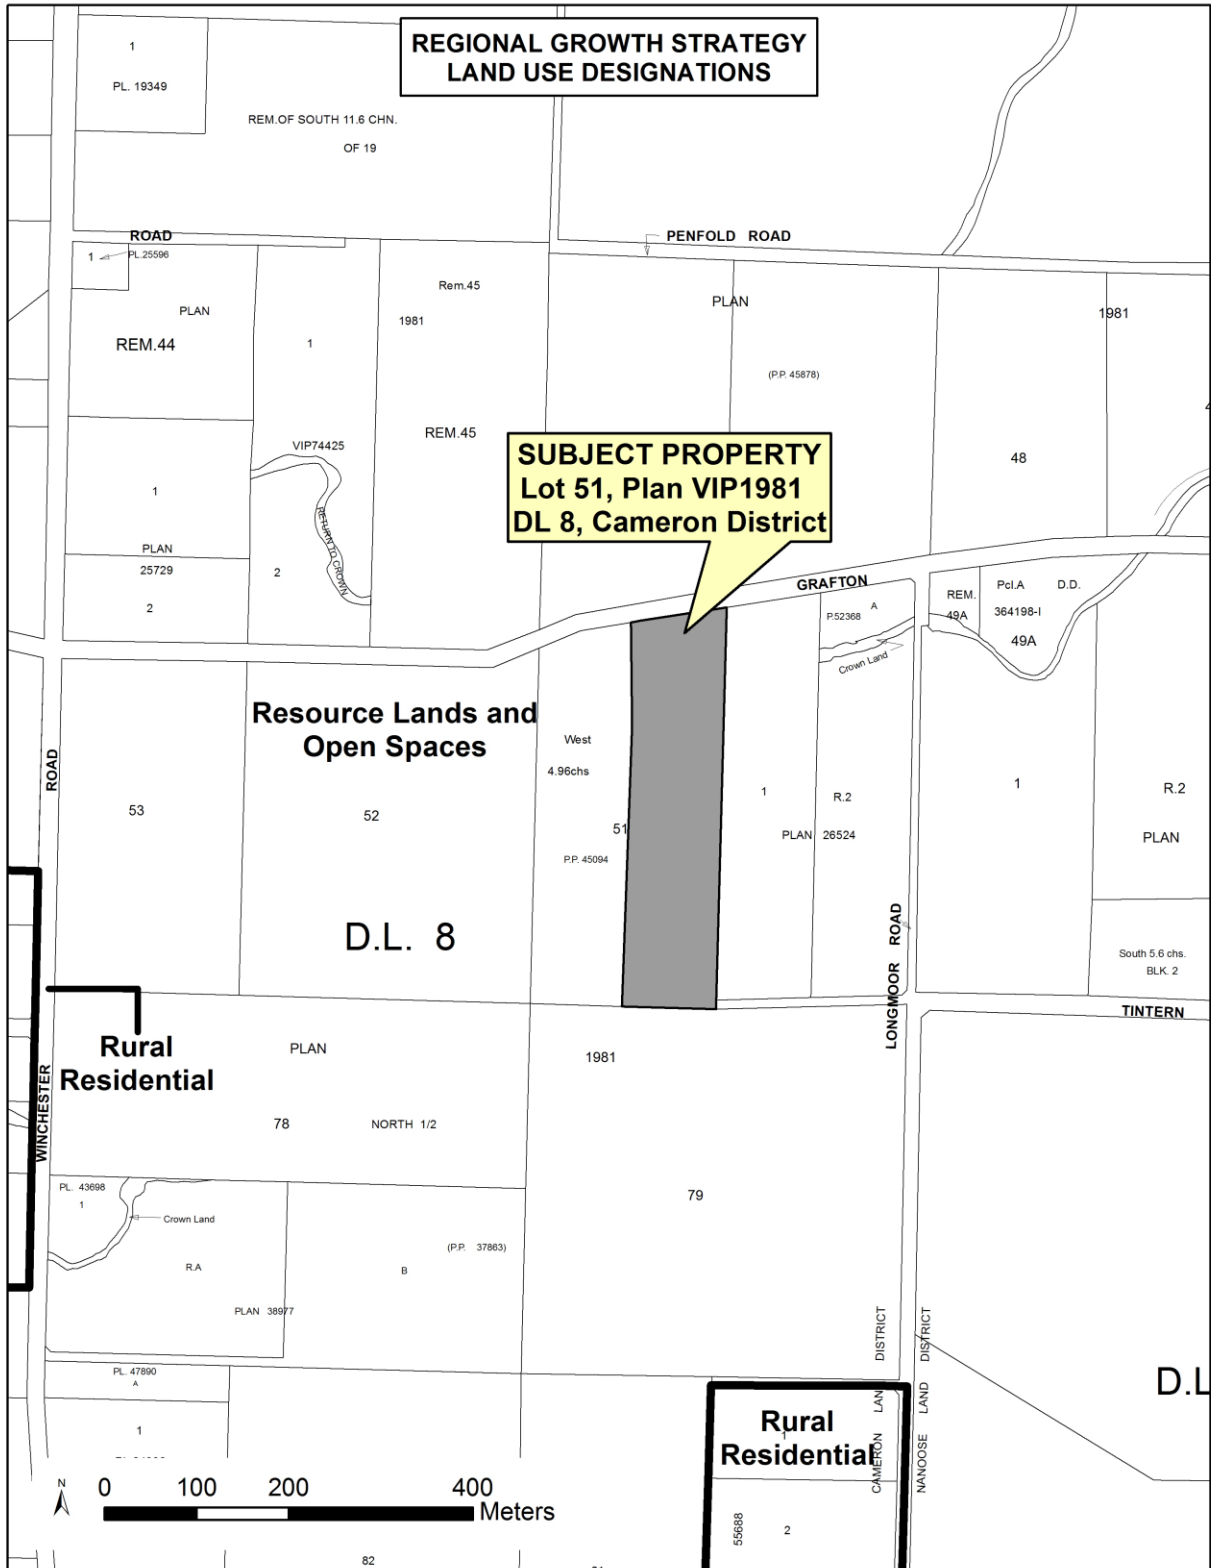 REGIONAL GROWTH STRATEGY
LAND USE DESIGNATIONS
1
PL. 19349
REM.OF SOUTH 11.6 CHN.
OF 19
ROAD
PENFOLD ROAD
1
PL.25596
Rem.45
PLAN
PLAN
1981
1981
REM.44
1
(P.P. 45878)
REM.45
VIP74425
SUBJECT PROPERTY
Lot 51, Plan VIP1981
DL 8, Cameron District
48
1
RETURN TO CROWN
PLAN
25729
2
2
GRAFTON
REM.
49A
Pcl.A D.D.
364198-I
49A
P.52368
A
Crown Land
Resource Lands and
Open Spaces
West
4.96chs
ROAD
53
52
51
P.P. 45094
1
R.2
PLAN 26524
1
R.2
PLAN
D.L. 8
LONGMOOR ROAD
South 5.6 chs.
BLK. 2
TINTERN
Rural
Residential
PLAN
1981
WINCHESTER
78
NORTH 1/2
79
PL. 43698
1
Crown Land
R.A
B
(P.P. 37863)
PLAN 38977
CAMERON LAND DISTRICT
NANOOSE LAND DISTRICT
PL. 47890
A
D.L
1
Rural
Residential
1
55688
2
N
0 100 200 400
Meters
82